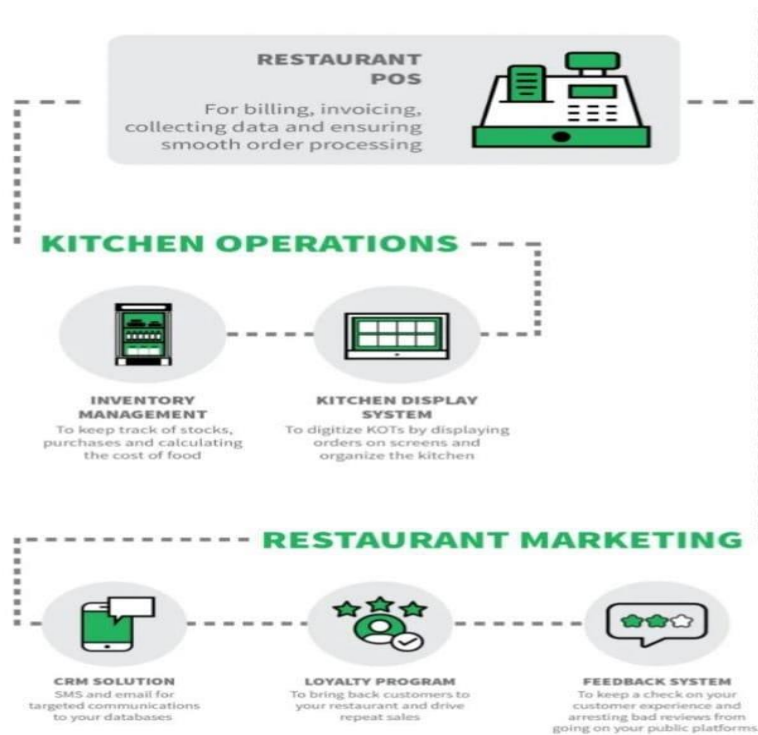 RESTAURANT
POS
For billing, invoicing,
collecting data and ensuring
smooth order processing
KITCHEN OPERATIONS
INVENTORY
MANAGEMENT
To keep track of stocks,
purchases and calculating
the cost of food
KITCHEN DISPLAY
SYSTEM
To digitize KOTs by displaying
orders on screens and
organize the kitchen
RESTAURANT MARKETING
CRM SOLUTION
SMS and email for
targeted communications
to your databases
LOYALTY PROGRAM
To bring back customers to
your restaurant and drive
repeat sales
FEEDBACK SYSTEM
To keep a check on your
customer experience and
arresting bad reviews from
going on your public platforms